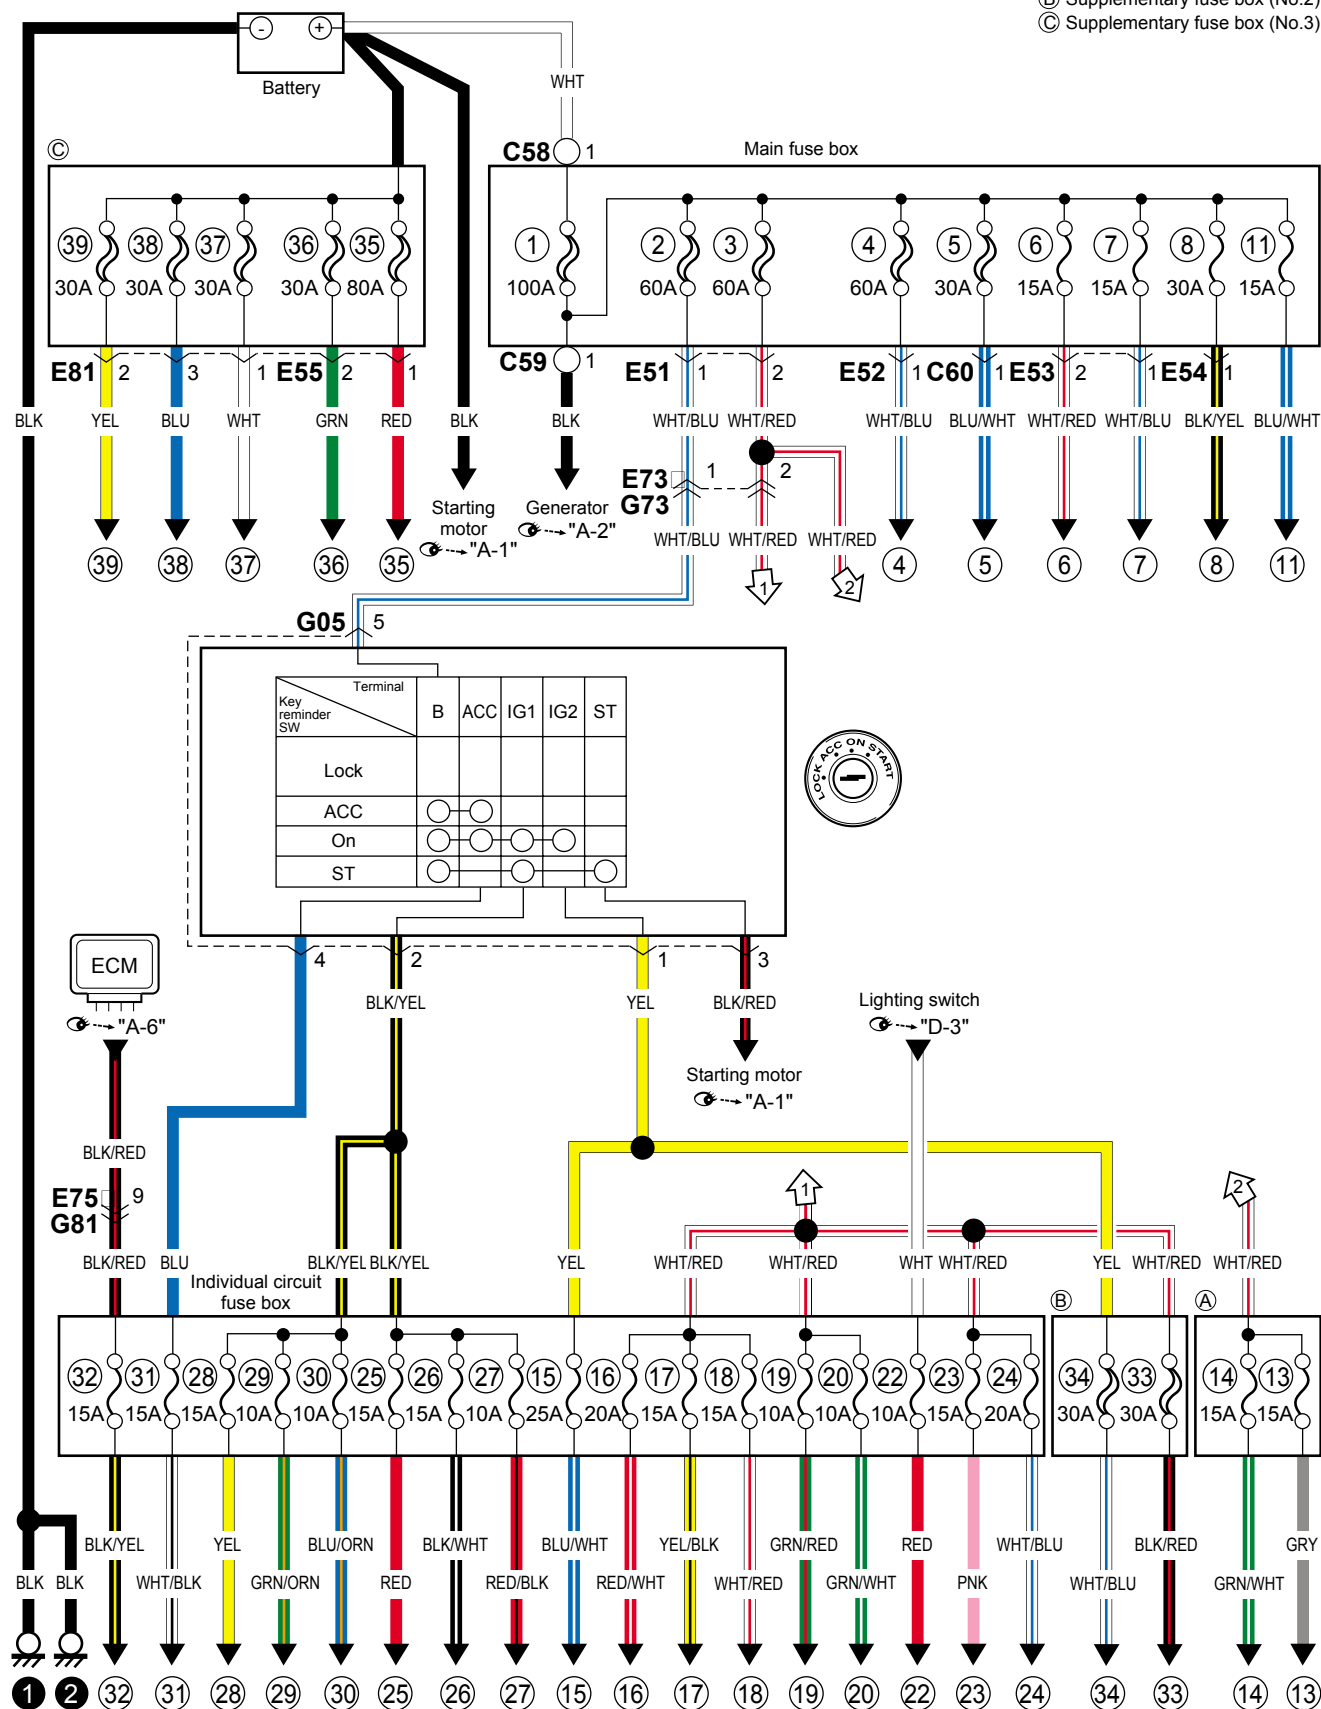 Ⓑ Supplementary fuse box (No.2)
Ⓒ Supplementary fuse box (No.3)
- +
Battery
WHT
Ⓒ
C58 1
Main fuse box
39 38 37 36 35 1 2 3 4 5 6 7 8 11
30A 30A 30A 30A 80A 100A 60A 60A 60A 30A 15A 15A 30A 15A
E81 2 3 1 E55 2 1 C59 1 E51 1 2 E52 1 C60 1 E53 2 1 E54 1
BLK YEL BLU WHT GRN RED BLK BLK WHT/BLU WHT/RED WHT/BLU BLU/WHT WHT/RED WHT/BLU BLK/YEL BLU/WHT
E73 1 2
G73
Starting motor "A-1"
Generator "A-2"
WHT/BLU WHT/RED WHT/RED
39 38 37 36 35 1 2 4 5 6 7 8 11
G05 5
Terminal
Key reminder SW
B ACC IG1 IG2 ST
Lock
ACC
On
ST
LOCK ACC ON START
4 2 1 3
ECM
"A-6"
BLK/YEL YEL BLK/RED
Lighting switch
"D-3"
Starting motor
"A-1"
BLK/RED
E75 9
G81
1 2
BLK/RED BLU BLK/YEL BLK/YEL YEL WHT/RED WHT/RED WHT WHT/RED YEL WHT/RED WHT/RED
Individual circuit fuse box
Ⓑ Ⓐ
32 31 28 29 30 25 26 27 15 16 17 18 19 20 22 23 24 34 33 14 13
15A 15A 15A 10A 10A 15A 15A 10A 25A 20A 15A 15A 10A 10A 10A 15A 20A 30A 30A 15A 15A
BLK/YEL YEL BLU/ORN BLK/WHT BLU/WHT YEL/BLK GRN/RED RED WHT/BLU BLK/RED GRY
BLK BLK WHT/BLK GRN/ORN RED RED/BLK RED/WHT WHT/RED GRN/WHT PNK WHT/BLU GRN/WHT
1 2 32 31 28 29 30 25 26 27 15 16 17 18 19 20 22 23 24 34 33 14 13